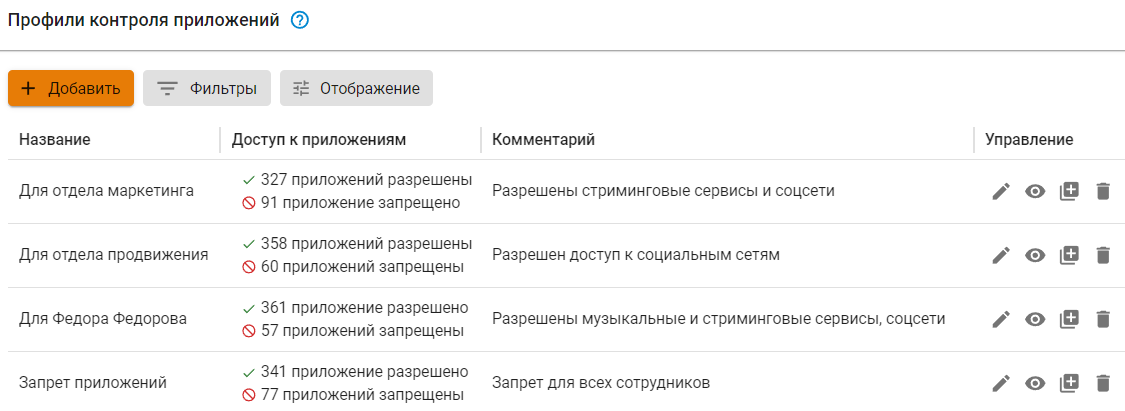 Профили контроля приложений ?
+ Добавить Фильтры Отображение
Название Доступ к приложениям Комментарий Управление
Для отдела маркетинга 327 приложений разрешены Разрешены стриминговые сервисы и соцсети
91 приложение запрещено
Для отдела продвижения 358 приложений разрешены Разрешен доступ к социальным сетям
60 приложений запрещены
Для Федора Федорова 361 приложение разрешено Разрешены музыкальные и стриминговые сервисы, соцсети
57 приложений запрещены
Запрет приложений 341 приложение разрешено Запрет для всех сотрудников
77 приложений запрещены